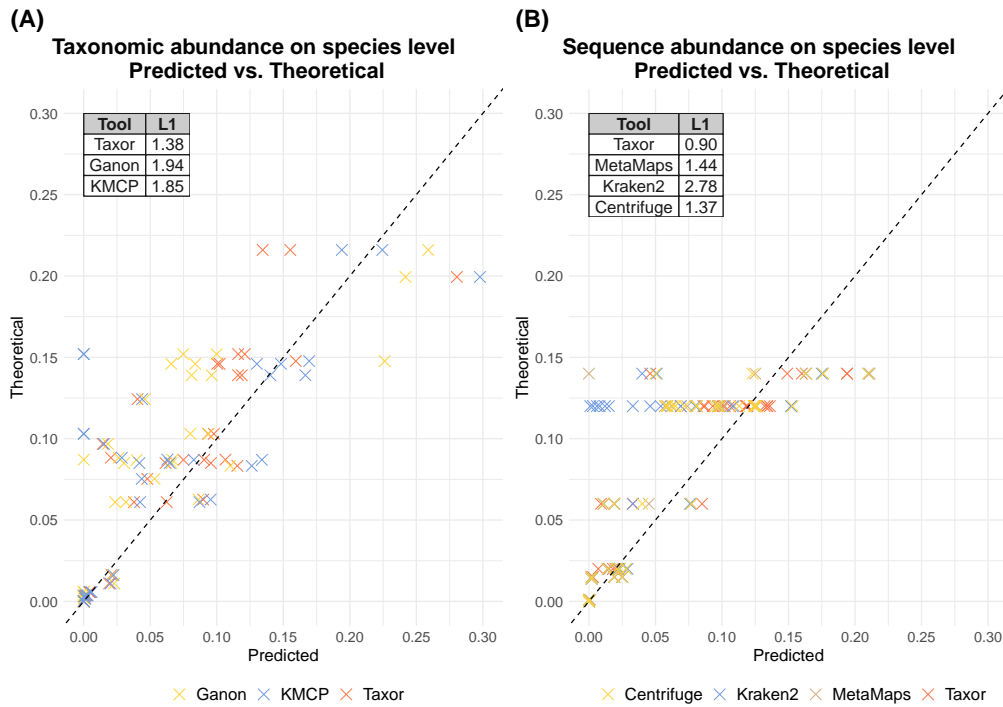 (A)
Taxonomic abundance on species level
Predicted vs. Theoretical
Tool L1
Taxor 1.38
Ganon 1.94
KMCP 1.85
0.30
0.25
0.20
0.15
0.10
0.05
0.00
Theoretical
0.00 0.05 0.10 0.15 0.20 0.25 0.30
Predicted
Ganon KMCP Taxor
(B)
Sequence abundance on species level
Predicted vs. Theoretical
Tool L1
Taxor 0.90
MetaMaps 1.44
Kraken2 2.78
Centrifuge 1.37
0.30
0.25
0.20
0.15
0.10
0.05
0.00
Theoretical
0.00 0.05 0.10 0.15 0.20 0.25 0.30
Predicted
Centrifuge Kraken2 MetaMaps Taxor